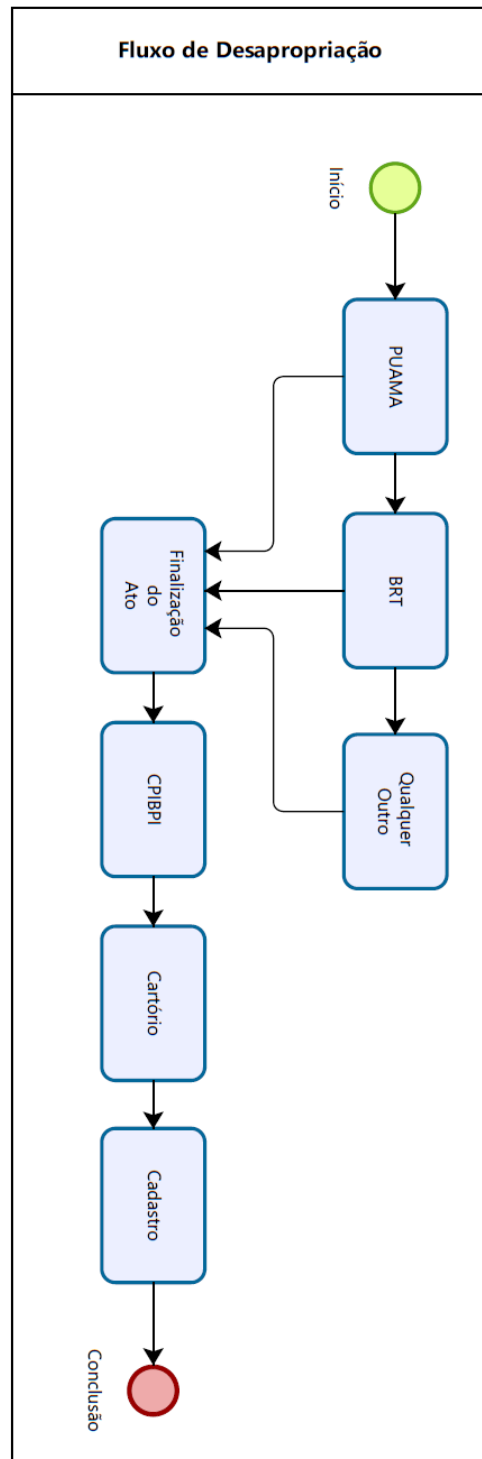 Fluxo de Desapropriação
Início
PUAMA
BRT
Qualquer
Outro
Finalização
do
Ato
CPIBPI
Cartório
Cadastro
Conclusão